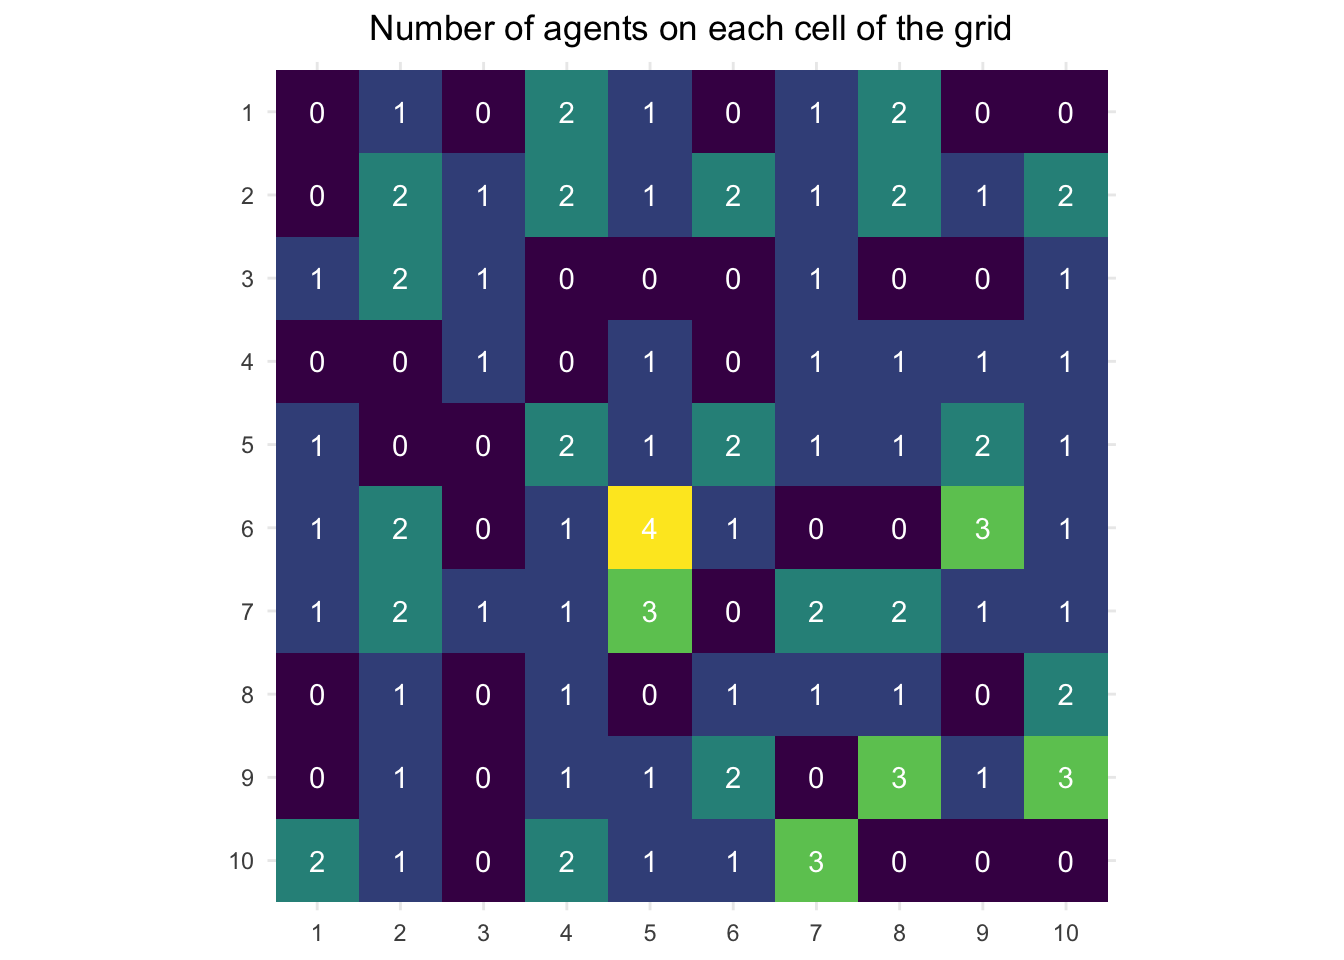 Number of agents on each cell of the grid
1 0 1 0 2 1 0 1 2 0 0
2 0 2 1 2 1 2 1 2 1 2
3 1 2 1 0 0 0 1 0 0 1
4 0 0 1 0 1 0 1 1 1 1
5 1 0 0 2 1 2 1 1 2 1
6 1 2 0 1 4 1 0 0 3 1
7 1 2 1 1 3 0 2 2 1 1
8 0 1 0 1 0 1 1 1 0 2
9 0 1 0 1 1 2 0 3 1 3
10 2 1 0 2 1 1 3 0 0 0
1 2 3 4 5 6 7 8 9 10